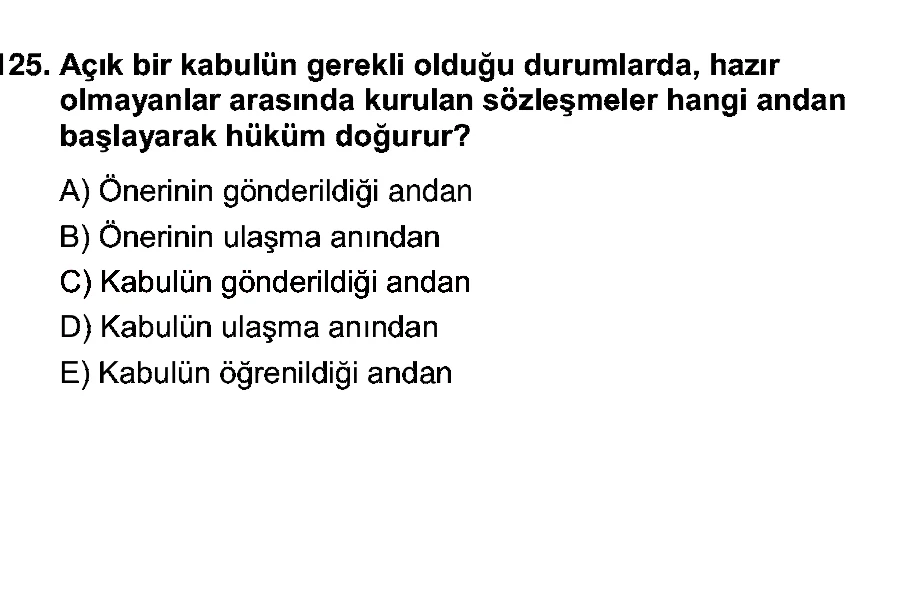 125. Açık bir kabulün gerekli olduğu durumlarda, hazır
olmayanlar arasında kurulan sözleşmeler hangi andan
başlayarak hüküm doğurur?
A) Önerinin gönderildiği andan
B) Önerinin ulaşma anından
C) Kabulün gönderildiği andan
D) Kabulün ulaşma anından
E) Kabulün öğrenildiği andan